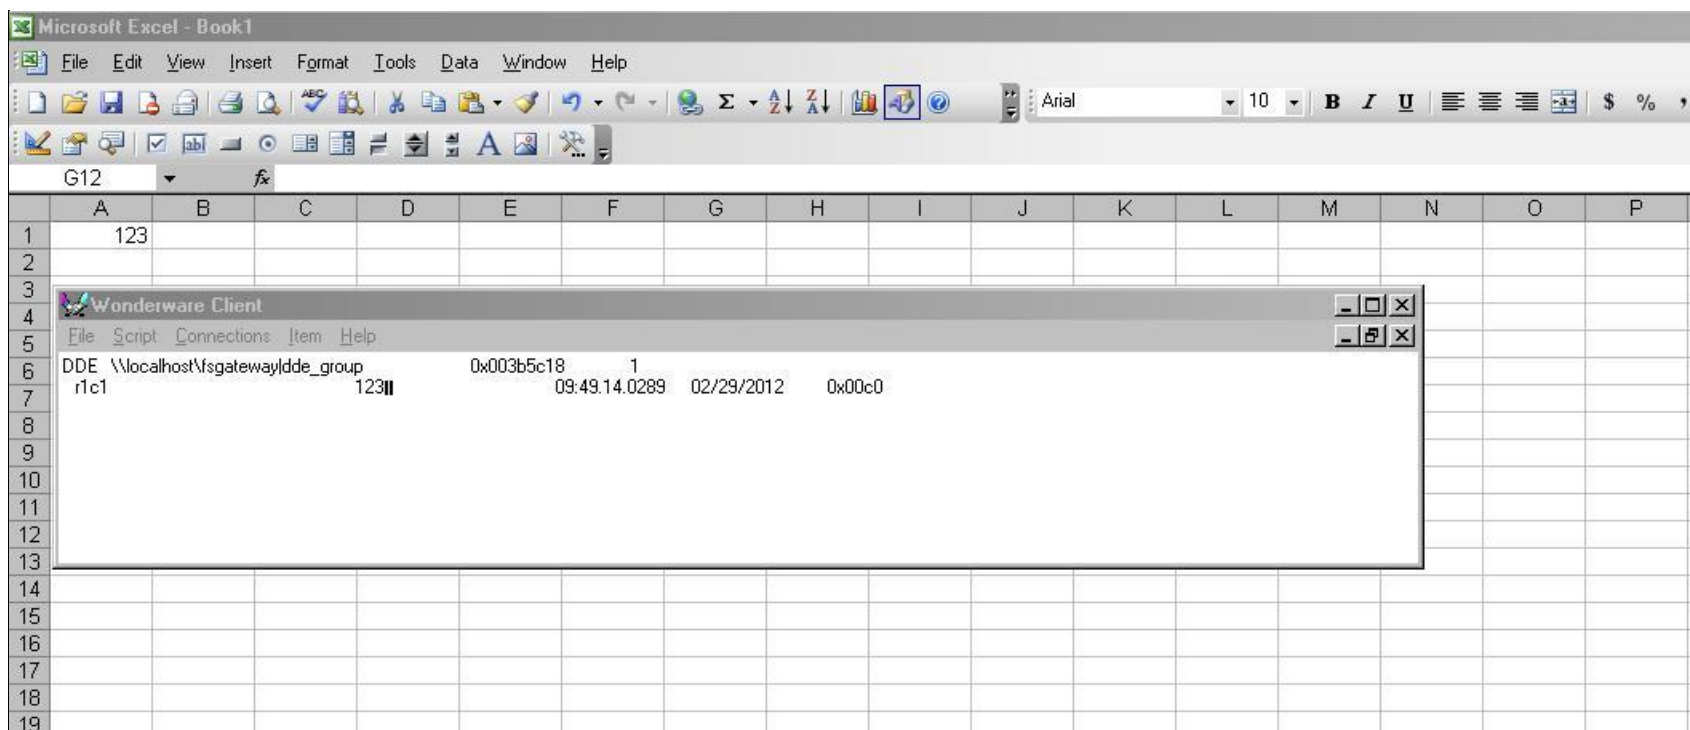 Microsoft Excel - Book1
File Edit View Insert Format Tools Data Window Help
Arial 10 B I U $ % ,
G12 fx
A B C D E F G H I J K L M N O P
1 123
2
3
Wonderware Client
4
File Script Connections Item Help
5
6 DDE \\localhost\fsgateway|dde_group 0x003b5c18 1
7 r1c1 123 09:49.14.0289 02/29/2012 0x00c0
8
9
10
11
12
13
14
15
16
17
18
19